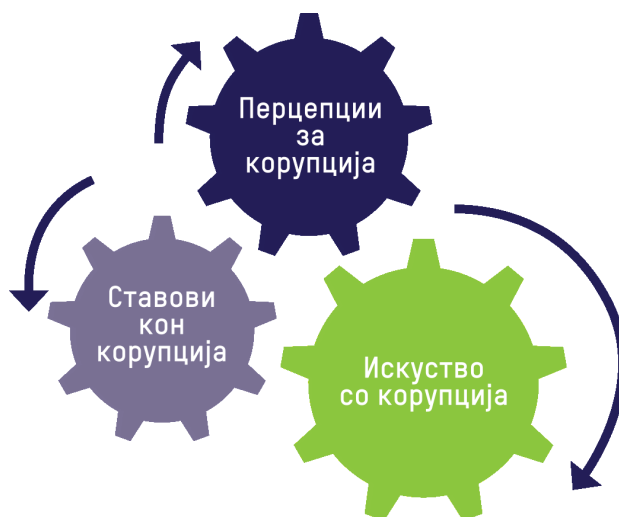 Перцепции
за
корупција
Ставови
кон
корупција
Искуство
со корупција